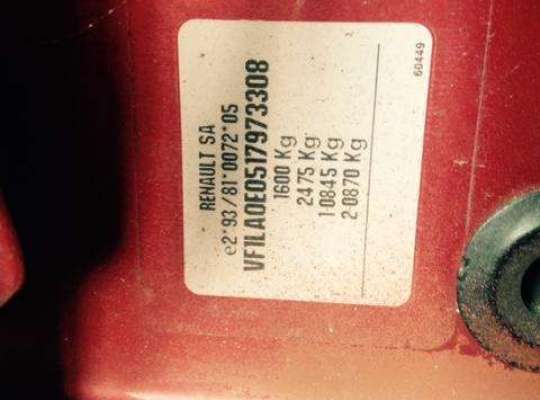 RENAULT SA
e2*93/81*0072*05
VF1LA0E0517973308
1600 Kg
2475 Kg
1-0845 Kg
2-0870 Kg
60449